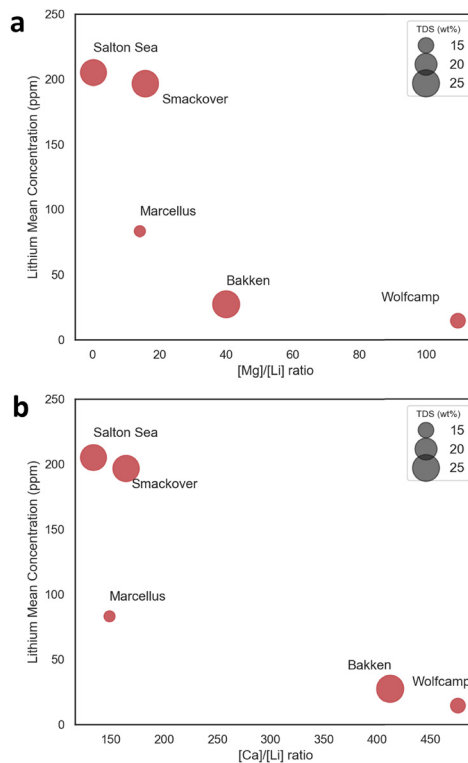 a
250
200
150
100
50
0
Lithium Mean Concentration (ppm)
Salton Sea
Smackover
Marcellus
Bakken
Wolfcamp
TDS (wt%)
15
20
25
0 20 40 60 80 100
[Mg]/[Li] ratio
b
250
200
150
100
50
0
Lithium Mean Concentration (ppm)
Salton Sea
Smackover
Marcellus
Bakken
Wolfcamp
TDS (wt%)
15
20
25
150 200 250 300 350 400 450
[Ca]/[Li] ratio